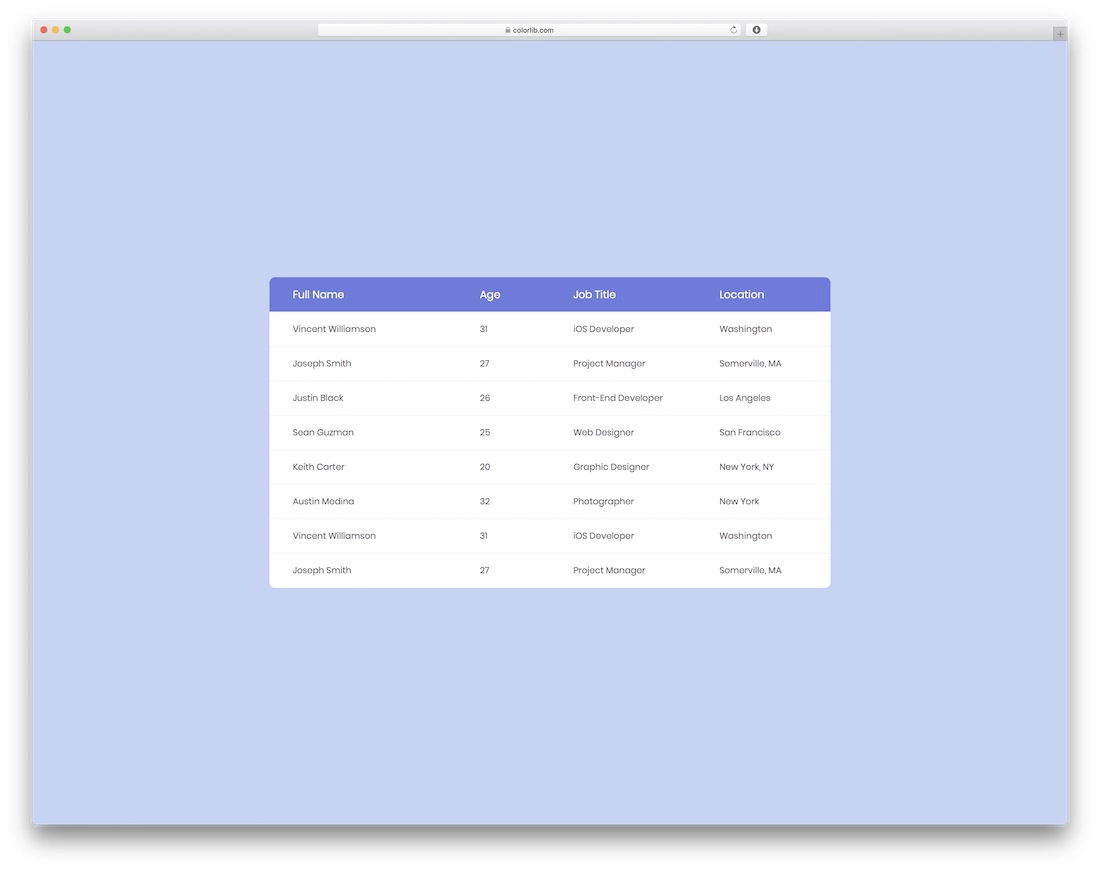 colorlib.com
Full Name Age Job Title Location
Vincent Williamson 31 iOS Developer Washington
Joseph Smith 27 Project Manager Somerville, MA
Justin Black 26 Front-End Developer Los Angeles
Sean Guzman 25 Web Designer San Francisco
Keith Carter 20 Graphic Designer New York, NY
Austin Medina 32 Photographer New York
Vincent Williamson 31 iOS Developer Washington
Joseph Smith 27 Project Manager Somerville, MA